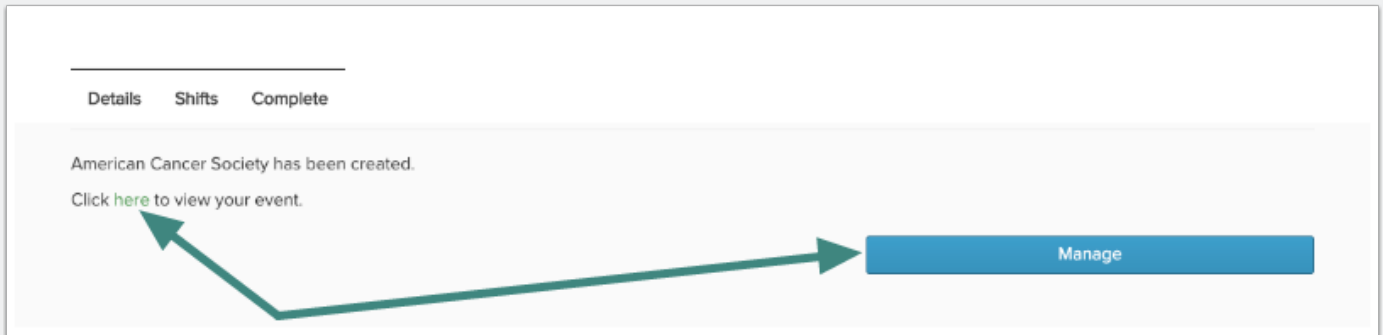 Details Shifts Complete
American Cancer Society has been created.
Click here to view your event.
Manage